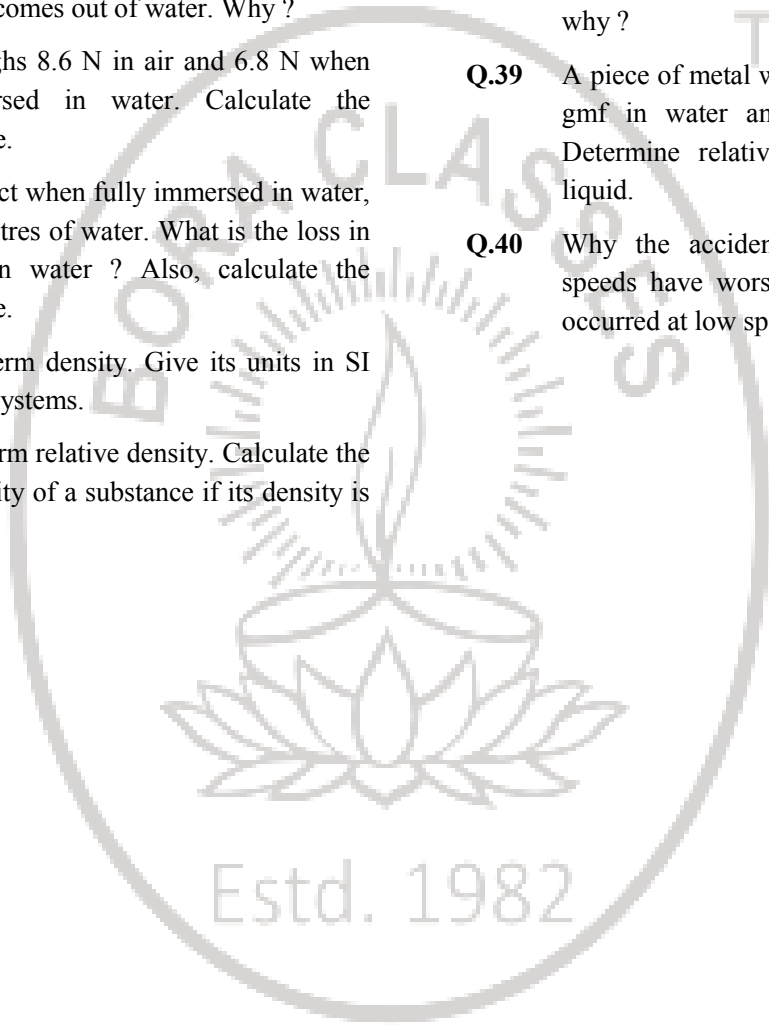 comes out of water. Why ?
ghs 8.6 N in air and 6.8 N when
rsed in water. Calculate the
e.
ct when fully immersed in water,
tres of water. What is the loss in
n water ? Also, calculate the
e.
erm density. Give its units in SI
ystems.
rm relative density. Calculate the
ity of a substance if its density is
why ?
Q.39 A piece of metal w
gmf in water an
Determine relativ
liquid.
Q.40 Why the acciden
speeds have wors
occurred at low sp
T
BORA CLASSES
Estd. 1982